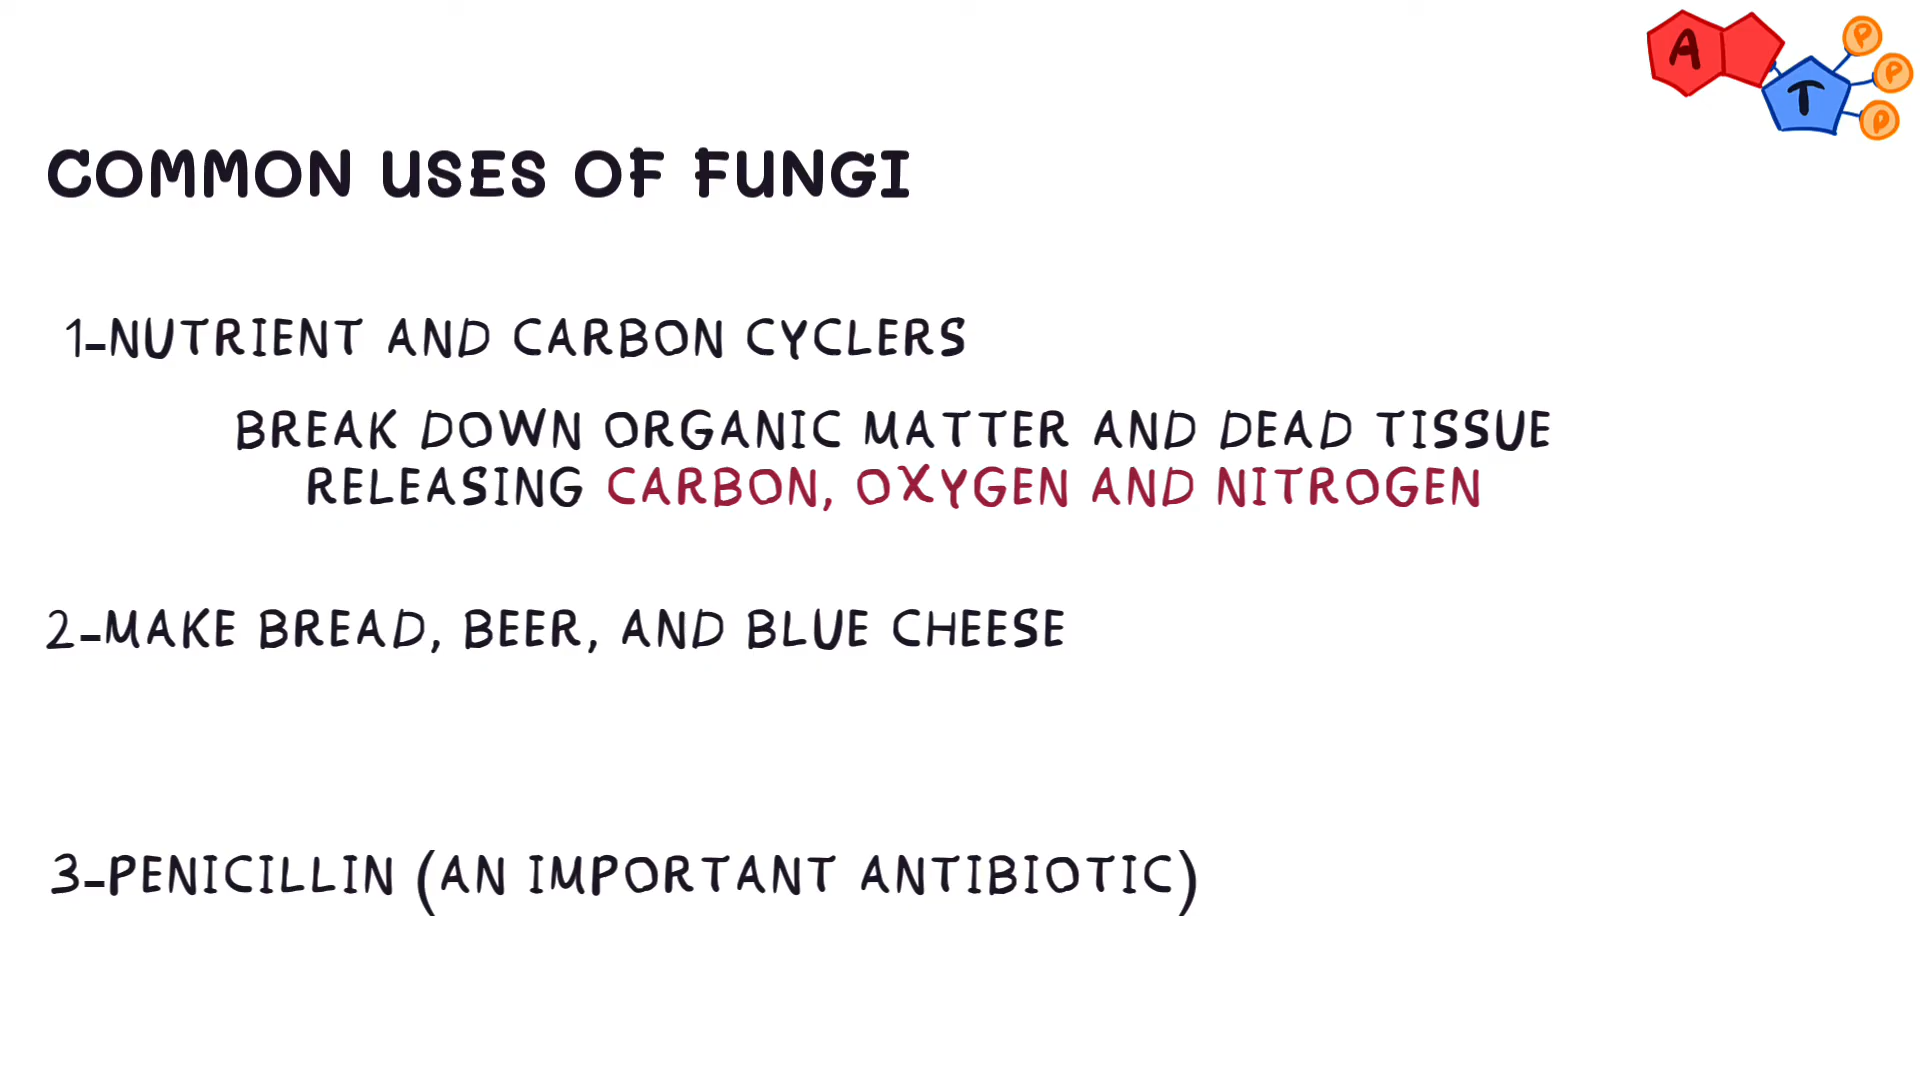 A
T
P
P
P
COMMON USES OF FUNGI
1-NUTRIENT AND CARBON CYCLERS
BREAK DOWN ORGANIC MATTER AND DEAD TISSUE
RELEASING CARBON, OXYGEN AND NITROGEN
2-MAKE BREAD, BEER, AND BLUE CHEESE
3-PENICILLIN (AN IMPORTANT ANTIBIOTIC)